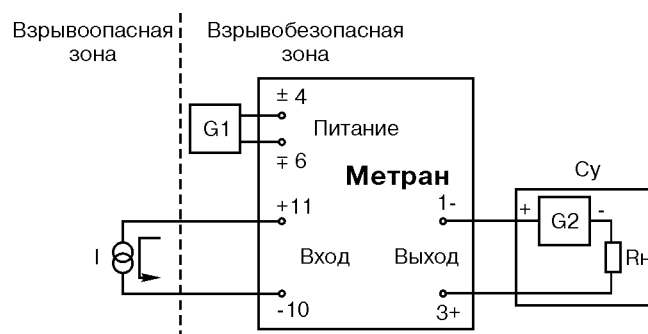 Взрывоопасная
зона
Взрывобезопасная
зона
± 4
G1
Питание
∓ 6
Метран
Су
+11
1-
+
G2
-
I
Вход
Выход
Rн
-10
3+